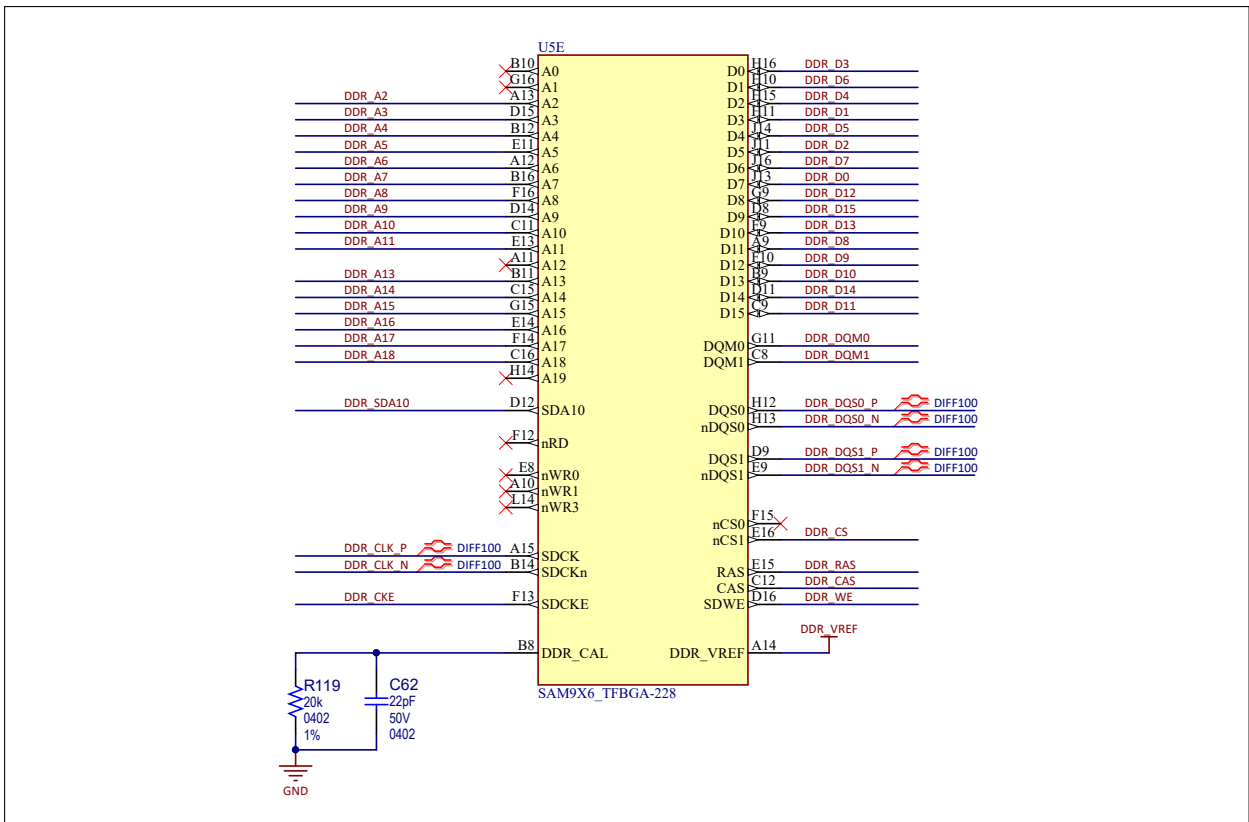 U5E
B10 A0
G16 A1
DDR_A2 A13 A2
DDR_A3 D15 A3
DDR_A4 B12 A4
DDR_A5 E11 A5
DDR_A6 A12 A6
DDR_A7 B16 A7
DDR_A8 F16 A8
DDR_A9 D14 A9
DDR_A10 C11 A10
DDR_A11 E13 A11
A11 A12
DDR_A13 B11 A13
DDR_A14 C15 A14
DDR_A15 G15 A15
DDR_A16 E14 A16
DDR_A17 F14 A17
DDR_A18 C16 A18
H14 A19
DDR_SDA10 D12 SDA10
F12 nRD
E8 nWR0
A10 nWR1
L14 nWR3
DDR_CLK_P DIFF100 A15 SDCK
DDR_CLK_N DIFF100 B14 SDCKn
DDR_CKE F13 SDCKE
B8 DDR_CAL
D0 H16 DDR_D3
D1 H10 DDR_D6
D2 H15 DDR_D4
D3 H11 DDR_D1
D4 J14 DDR_D5
D5 J11 DDR_D2
D6 J16 DDR_D7
D7 J13 DDR_D0
D8 G9 DDR_D12
D9 D8 DDR_D15
D10 F9 DDR_D13
D11 A9 DDR_D8
D12 F10 DDR_D9
D13 B9 DDR_D10
D14 D11 DDR_D14
D15 C9 DDR_D11
DQM0 G11 DDR_DQM0
DQM1 C8 DDR_DQM1
DQS0 H12 DDR_DQS0_P DIFF100
nDQS0 H13 DDR_DQS0_N DIFF100
DQS1 D9 DDR_DQS1_P DIFF100
nDQS1 E9 DDR_DQS1_N DIFF100
nCS0 F15
nCS1 E16 DDR_CS
RAS E15 DDR_RAS
CAS C12 DDR_CAS
SDWE D16 DDR_WE
DDR_VREF
DDR_VREF A14
SAM9X6_TFBGA-228
R119
20k
0402
1%
C62
22pF
50V
0402
GND